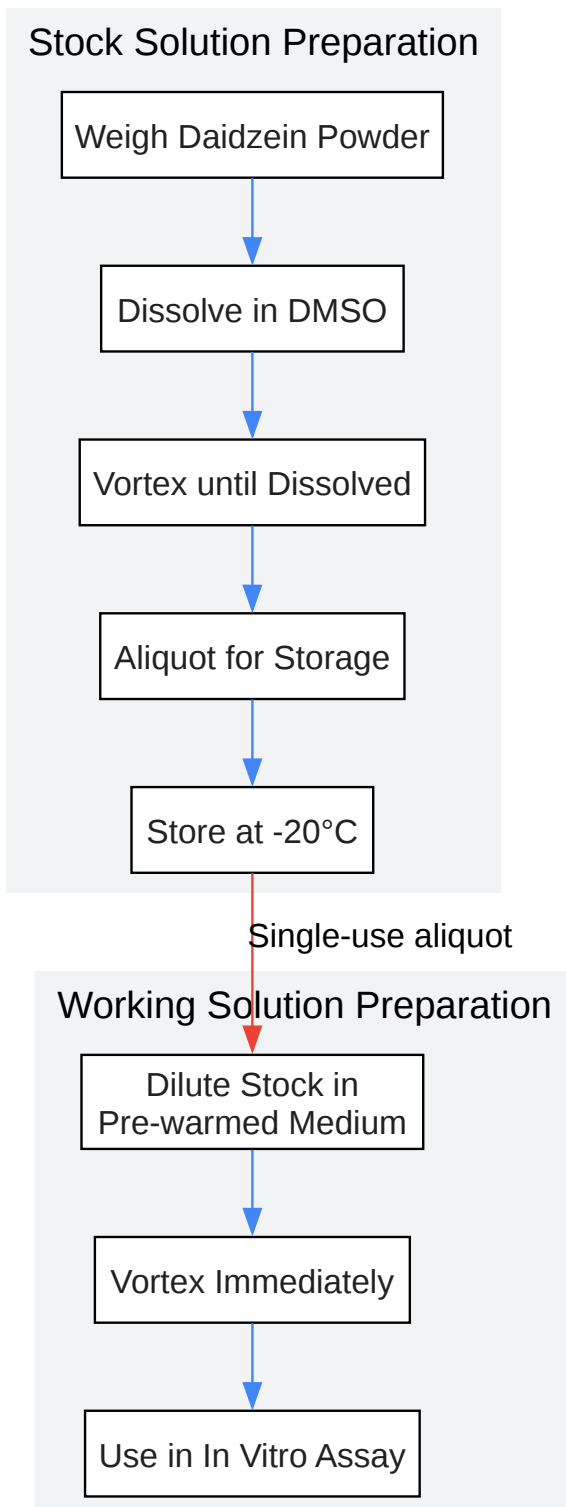 Stock Solution Preparation
Weigh Daidzein Powder
Dissolve in DMSO
Vortex until Dissolved
Aliquot for Storage
Store at -20°C
Single-use aliquot
Working Solution Preparation
Dilute Stock in
Pre-warmed Medium
Vortex Immediately
Use in In Vitro Assay